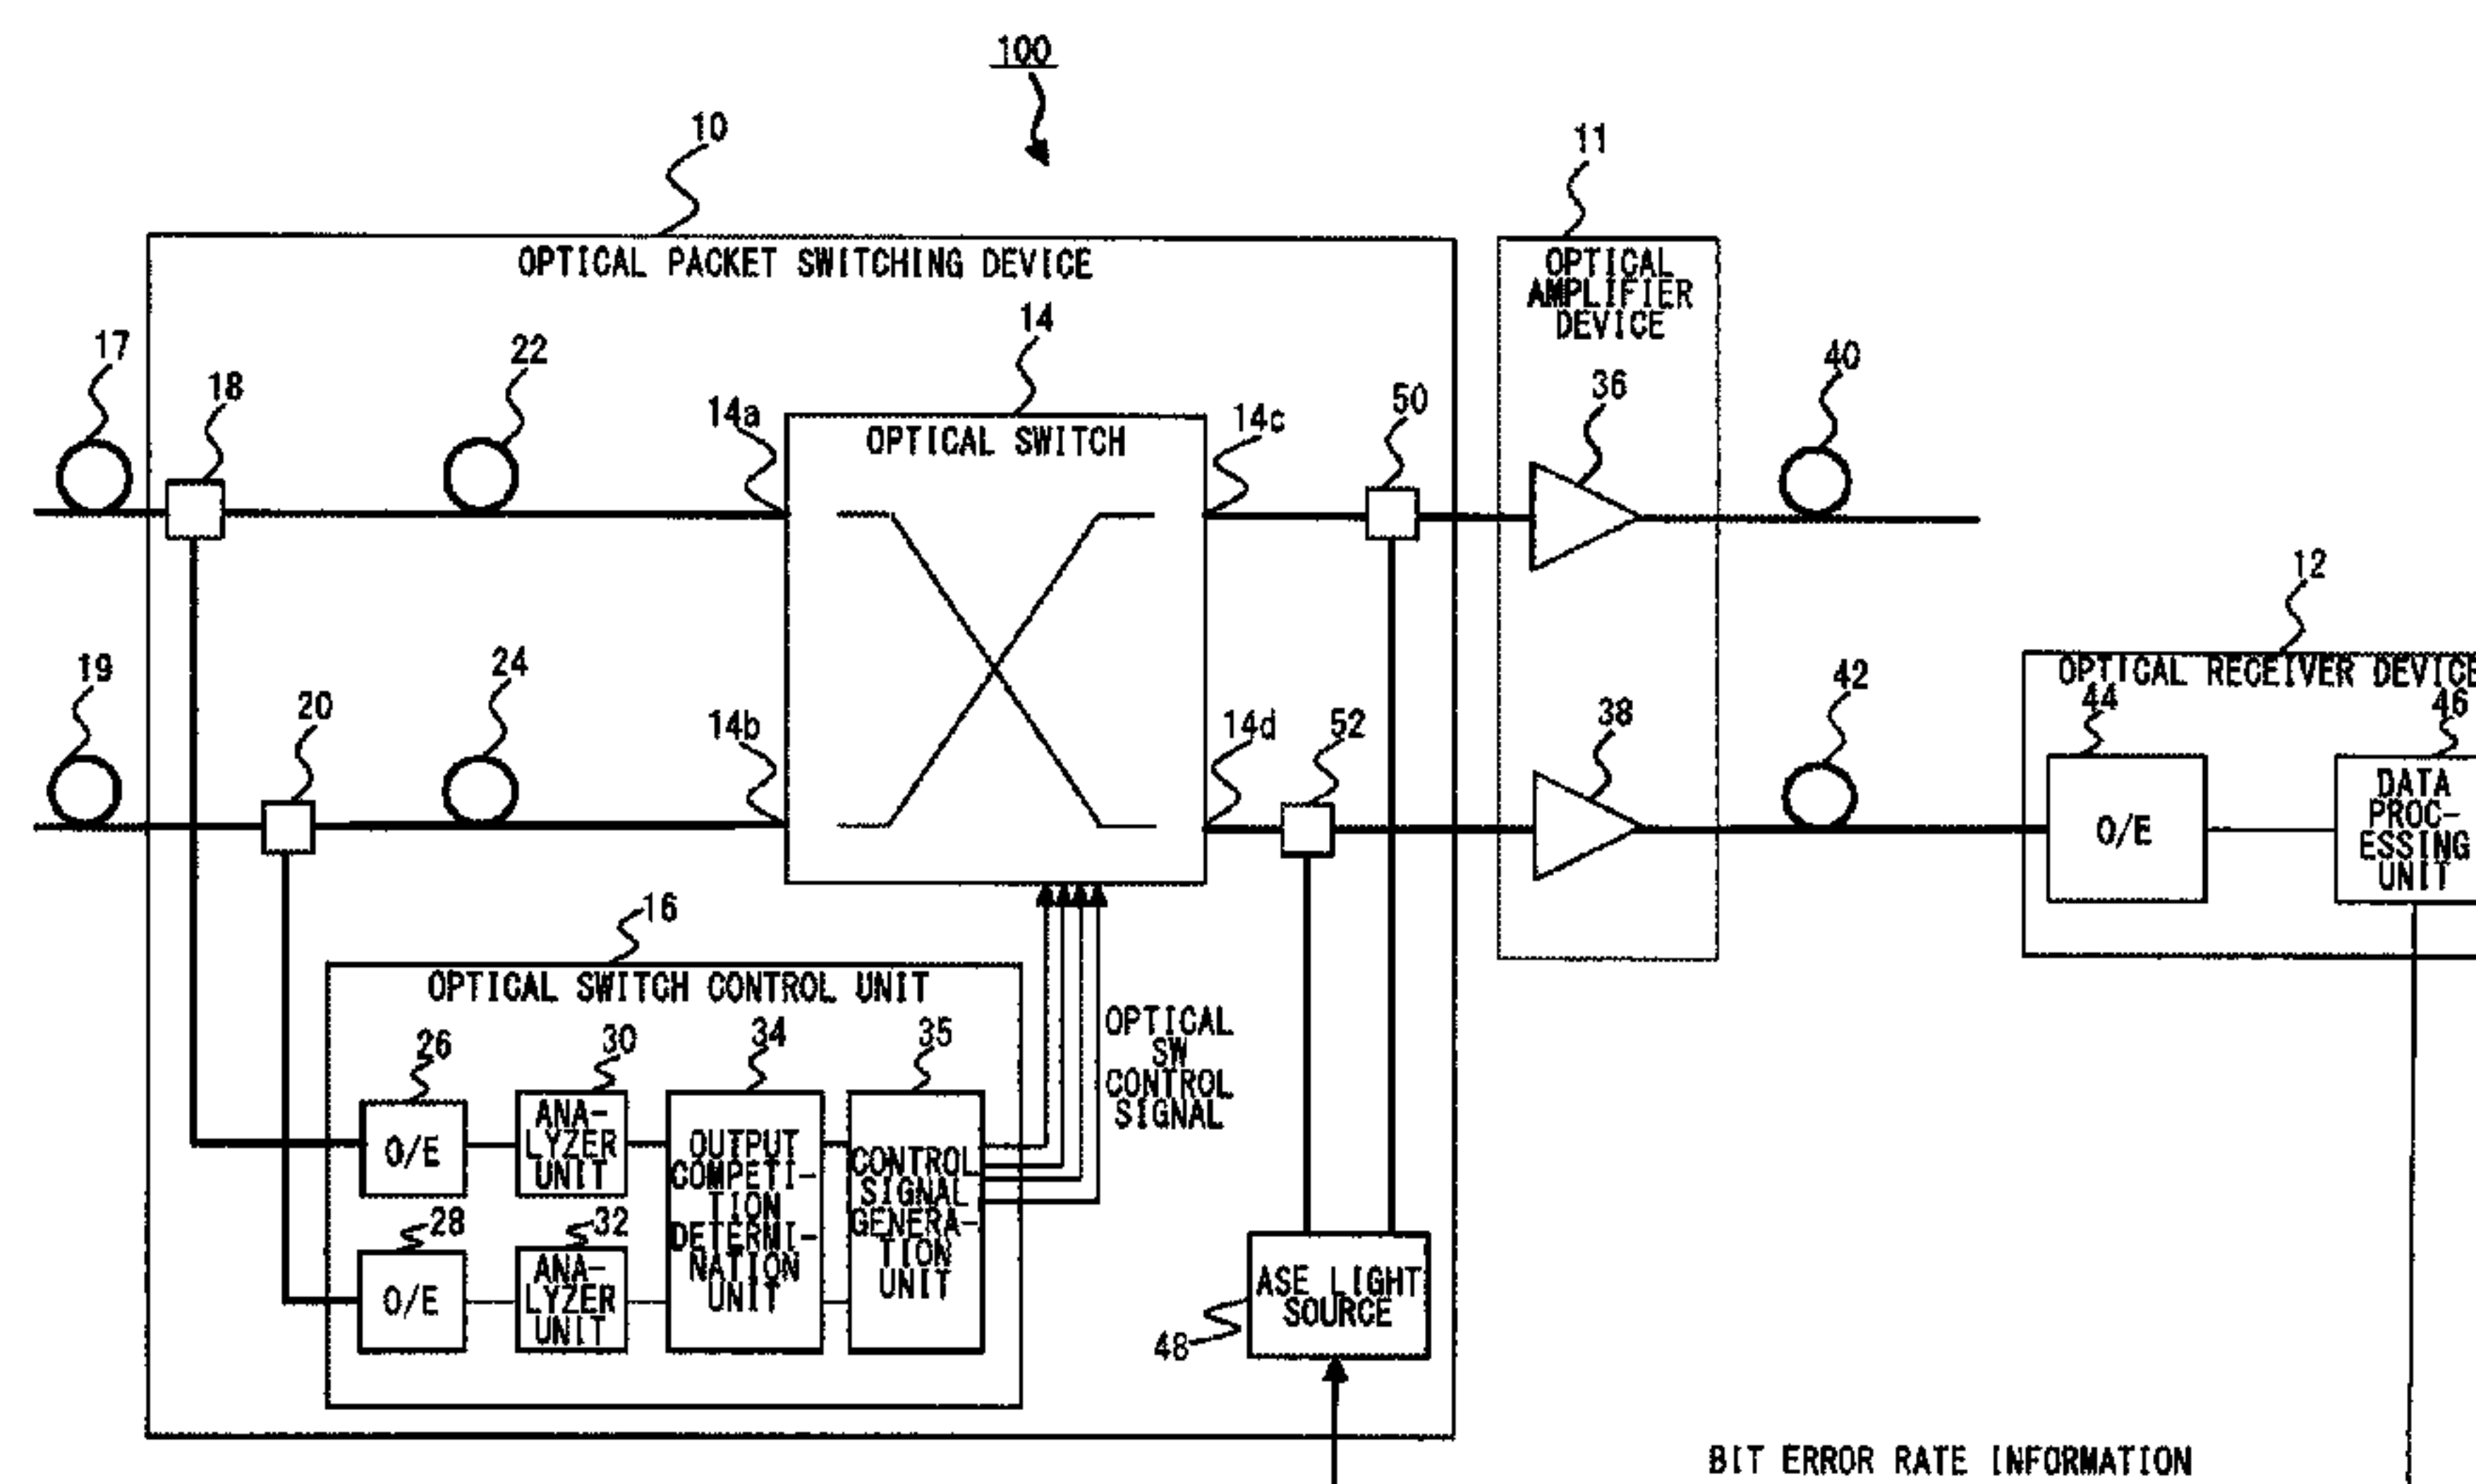 100
10
11
OPTICAL PACKET SWITCHING DEVICE
OPTICAL
AMPLIFIER
DEVICE
14
17
22
40
18
14a
14c
50
36
OPTICAL SWITCH
12
19
24
42
OPTICAL RECEIVER DEVICE
20
14b
14d
52
38
44
46
O/E
DATA
PROC-
ESSING
UNIT
16
OPTICAL SWITCH CONTROL UNIT
OPTICAL
SW
CONTROL
SIGNAL
26
30
34
35
O/E
ANA-
LYZER
UNIT
OUTPUT
COMPETI-
TION
DETERMI-
NATION
UNIT
CONTROL
SIGNAL
GENERA-
TION
UNIT
28
32
O/E
ANA-
LYZER
UNIT
ASE LIGHT
SOURCE
48
BIT ERROR RATE INFORMATION